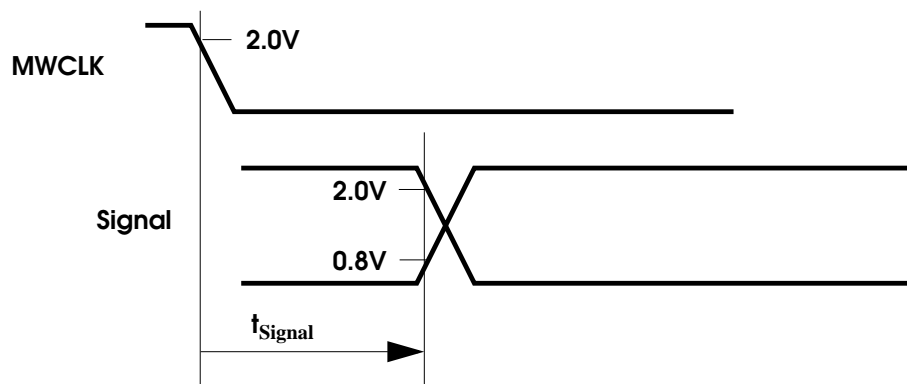 2.0V
MWCLK
2.0V
Signal
0.8V
tSignal